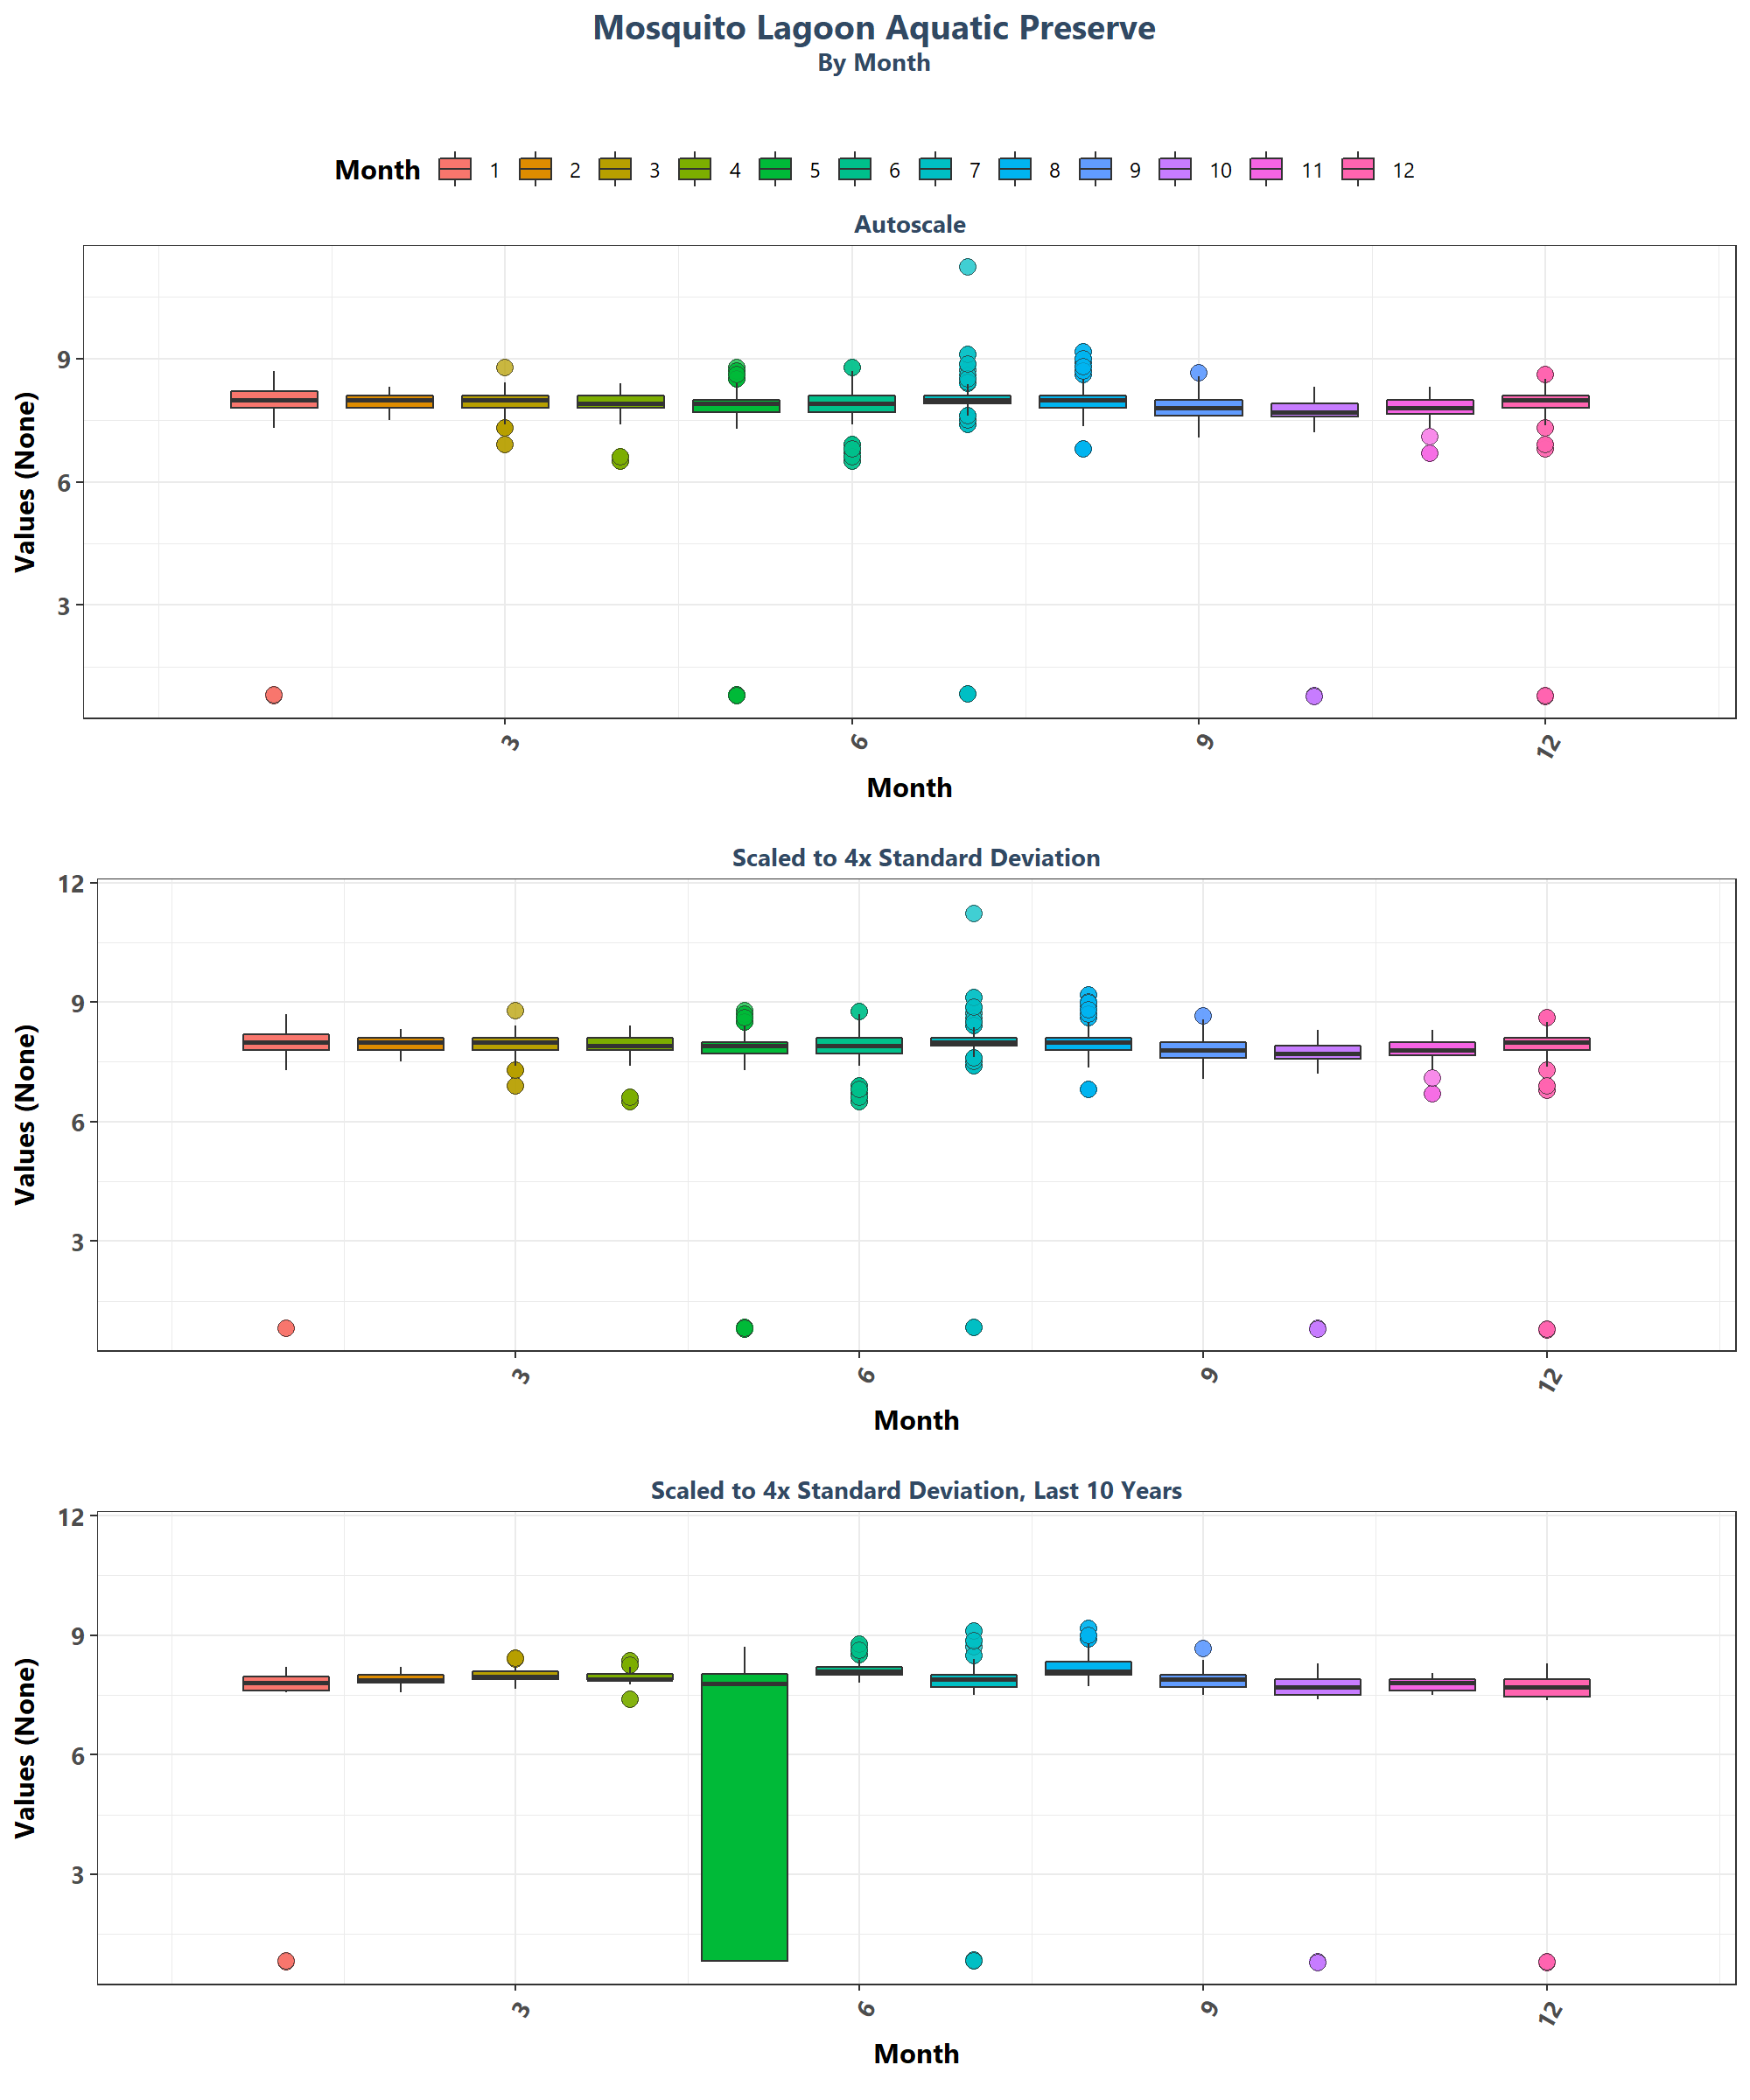 Mosquito Lagoon Aquatic Preserve
By Month
Month 1 2 3 4 5 6 7 8 9 10 11 12
Autoscale
Values (None)
9
6
3
3 6 9 12
Month
Scaled to 4x Standard Deviation
Values (None)
12
9
6
3
3 6 9 12
Month
Scaled to 4x Standard Deviation, Last 10 Years
Values (None)
12
9
6
3
3 6 9 12
Month